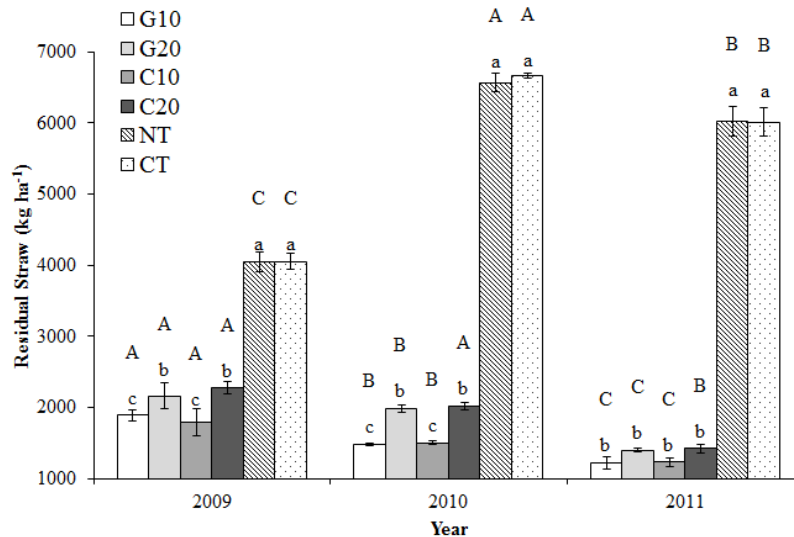 G10
G20
C10
C20
NT
CT
Residual Straw (kg ha-1)
7000
6000
5000
4000
3000
2000
1000
A A A A C C
c b c b a a
B B B A A A
c b c b a a
C C C B B B
b b b b a a
2009 2010 2011
Year